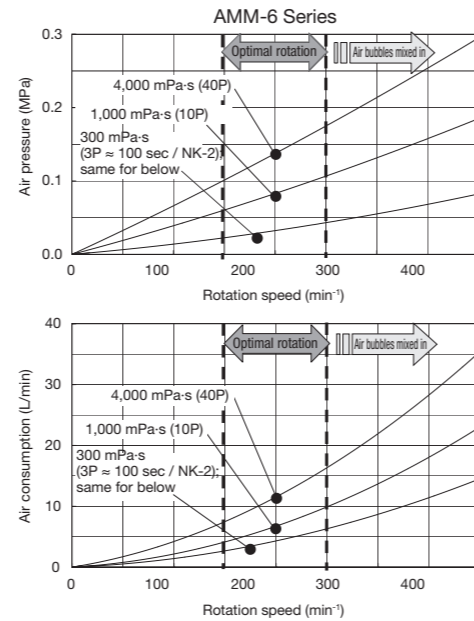 AMM-6 Series
0.3
0.2
0.1
0.0
Air pressure (MPa)
Optimal rotation
Air bubbles mixed in
4,000 mPa·s (40P)
1,000 mPa·s (10P)
300 mPa·s
(3P ≈ 100 sec / NK-2);
same for below
0 100 200 300 400
Rotation speed (min⁻¹)
40
30
20
10
0
Air consumption (L/min)
Optimal rotation
Air bubbles mixed in
4,000 mPa·s (40P)
1,000 mPa·s (10P)
300 mPa·s
(3P ≈ 100 sec / NK-2);
same for below
0 100 200 300 400
Rotation speed (min⁻¹)